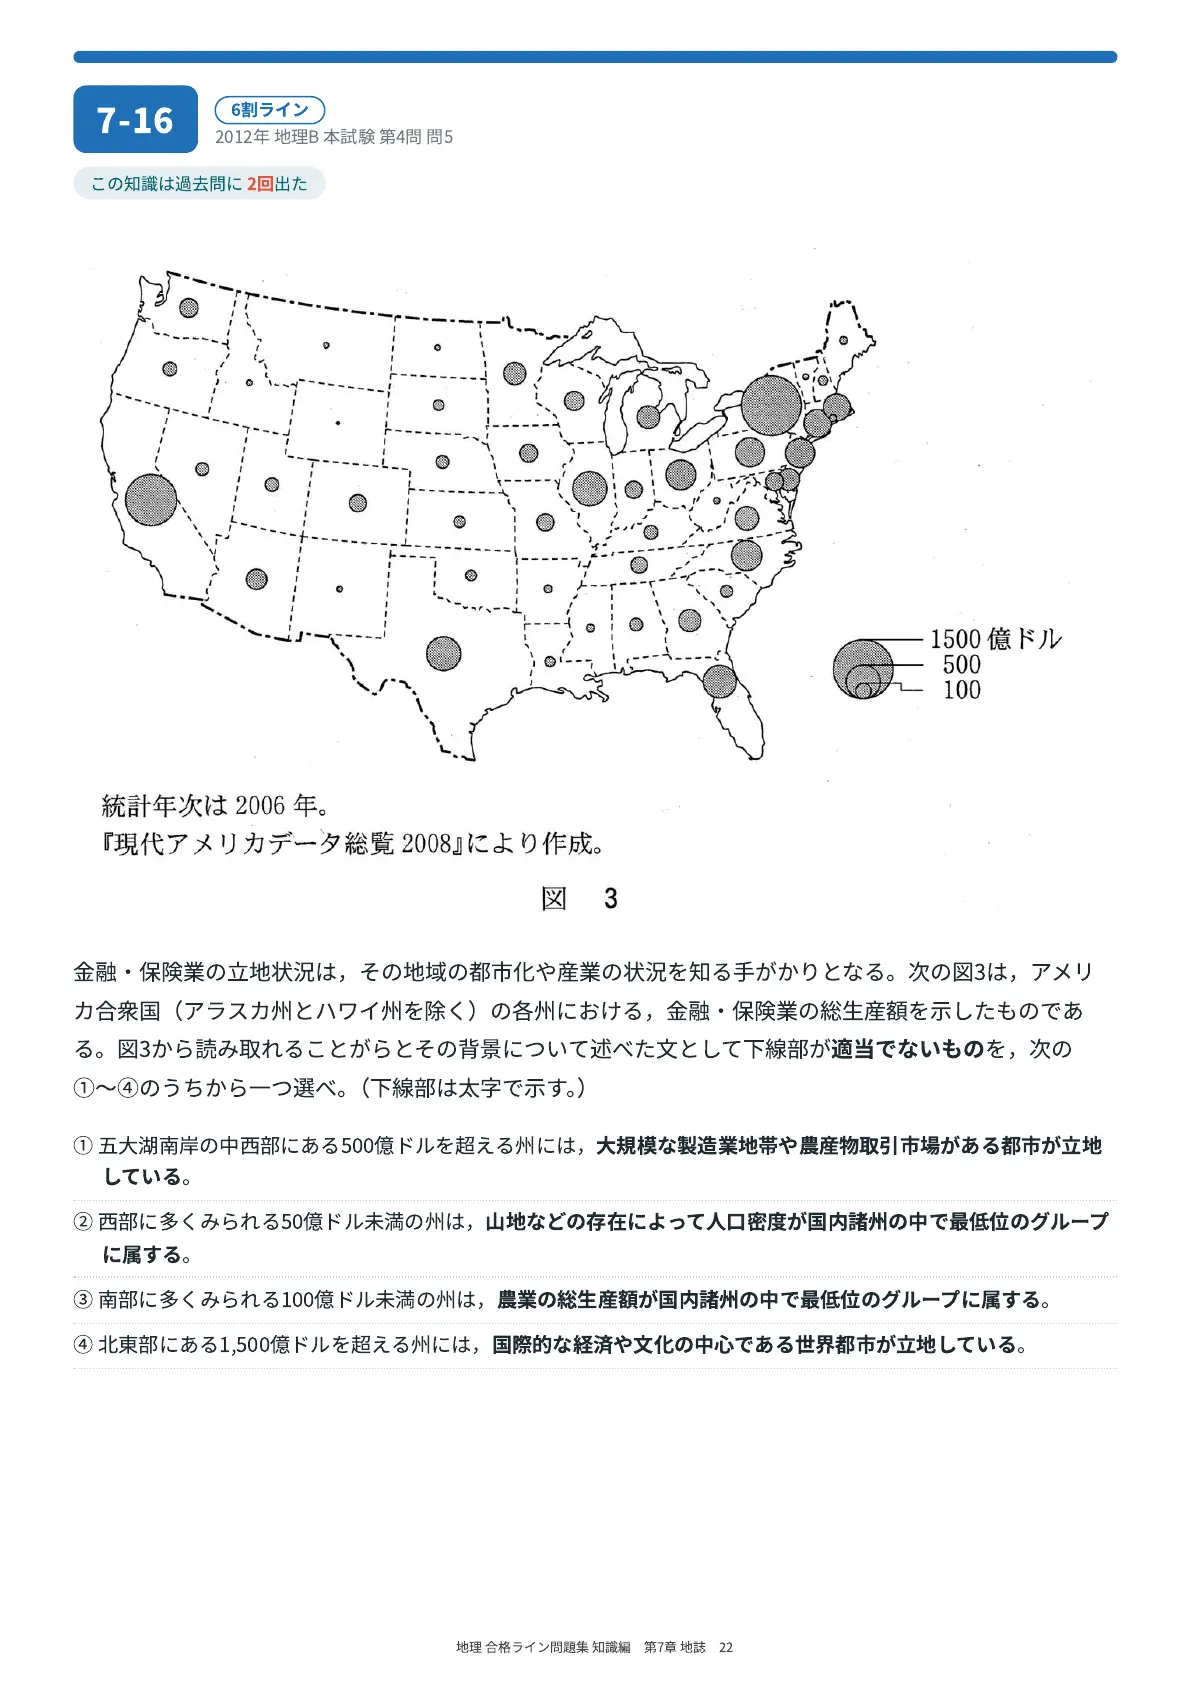 7-16
6割ライン
2012年 地理B 本試験 第4問 問5
この知識は過去問に 2回出た
1500 億ドル
500
100
統計年次は 2006 年。
『現代アメリカデータ総覧 2008』により作成。
図 3
金融・保険業の立地状況は，その地域の都市化や産業の状況を知る手がかりとなる。次の図3は，アメリ
カ合衆国（アラスカ州とハワイ州を除く）の各州における，金融・保険業の総生産額を示したものであ
る。図3から読み取れることがらとその背景について述べた文として下線部が適当でないものを，次の
①～④のうちから一つ選べ。（下線部は太字で示す。）
① 五大湖南岸の中西部にある500億ドルを超える州には，大規模な製造業地帯や農産物取引市場がある都市が立地
している。
② 西部に多くみられる50億ドル未満の州は，山地などの存在によって人口密度が国内諸州の中で最低位のグループ
に属する。
③ 南部に多くみられる100億ドル未満の州は，農業の総生産額が国内諸州の中で最低位のグループに属する。
④ 北東部にある1,500億ドルを超える州には，国際的な経済や文化の中心である世界都市が立地している。
地理 合格ライン問題集 知識編 第7章 地誌 22